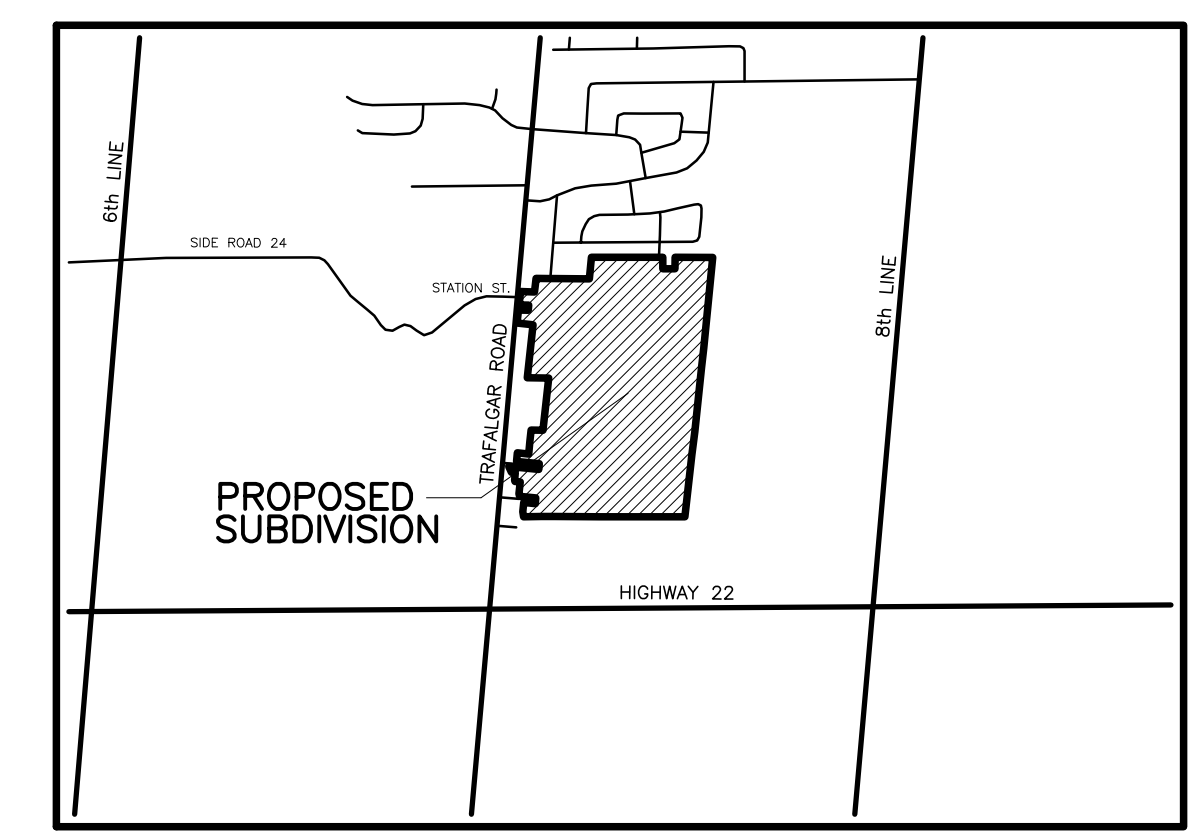 6th LINE
SIDE ROAD 24
STATION ST.
8th LINE
TRAFALGAR ROAD
PROPOSED
SUBDIVISION
HIGHWAY 22